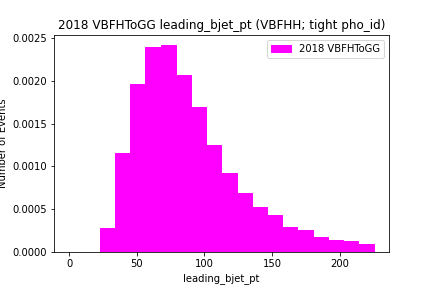 2018 VBFHToGG leading_bjet_pt (VBFHH; tight pho_id)
2018 VBFHToGG
Number of Events
0.0025
0.0020
0.0015
0.0010
0.0005
0.0000
0
50
100
150
200
leading_bjet_pt